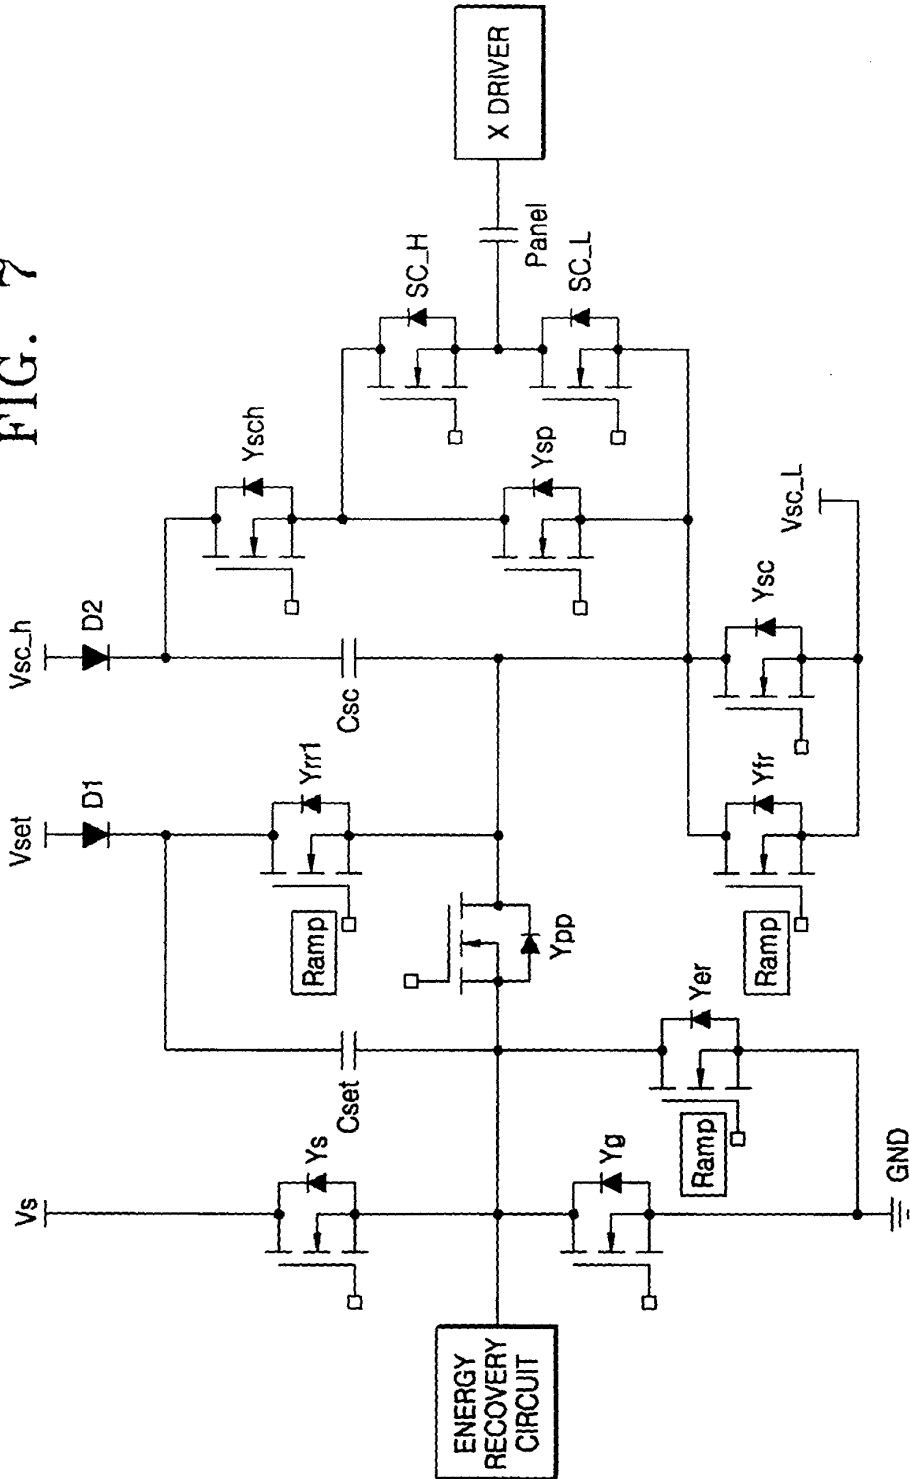 FIG. 7
Vs
Vset
Vsc_h
D1
D2
Ys
Cset
Ramp
Yrr1
Csc
Ysch
SC_H
Ysp
Panel
X DRIVER
SC_L
ENERGY
RECOVERY
CIRCUIT
Ypp
Yg
Ramp
Yer
Ramp
Yfr
Ysc
Vsc_L
GND